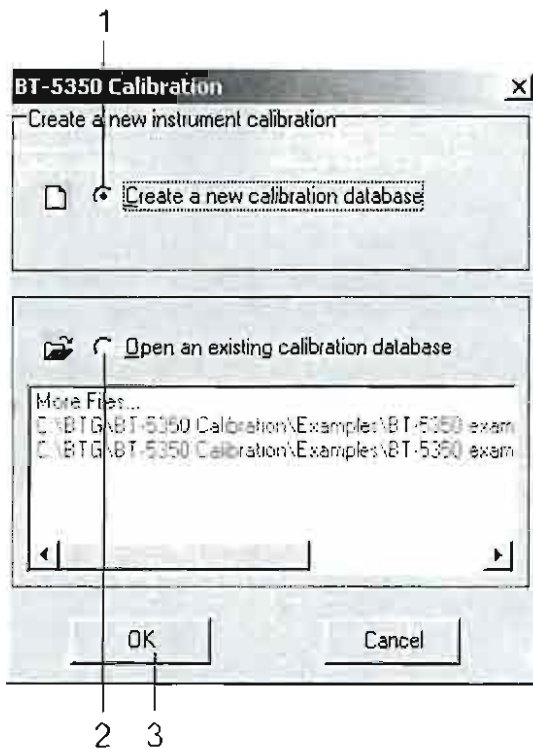 1
BT-5350 Calibration
Create a new instrument calibration
Create a new calibration database
Open an existing calibration database
More Files...
C:\BTG\BT-5350 Calibration\Examples\BT-5350 exam
C:\BTG\BT-5350 Calibration\Examples\BT-5350 exam
OK Cancel
2 3